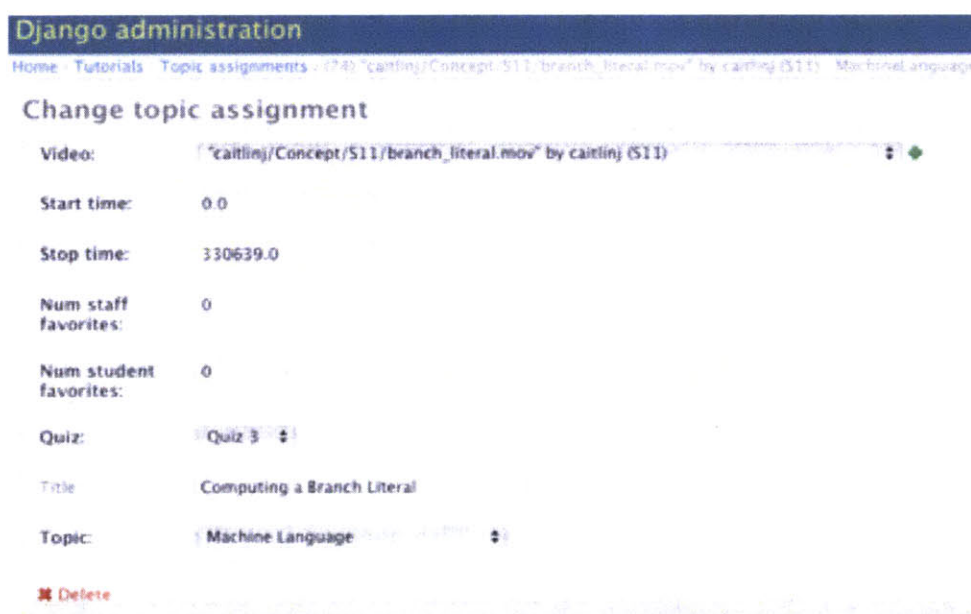 Django administration
Home Tutorials Topic assignments (74) "caitlinj/Concept/S11/branch_literal.mov" by caitlinj (S11) MachineLanguage
Change topic assignment
Video: "caitlinj/Concept/S11/branch_literal.mov" by caitlinj (S11)
Start time: 0.0
Stop time: 330639.0
Num staff 0
favorites:
Num student 0
favorites:
Quiz: Quiz 3
Title Computing a Branch Literal
Topic: Machine Language
Delete